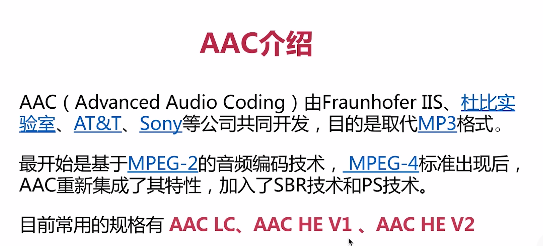 AAC介绍
AAC（Advanced Audio Coding）由Fraunhofer IIS、杜比实
验室、AT&T、Sony等公司共同开发，目的是取代MP3格式。
最开始是基于MPEG-2的音频编码技术， MPEG-4标准出现后，
AAC重新集成了其特性，加入了SBR技术和PS技术。
目前常用的规格有 AAC LC、AAC HE V1 、AAC HE V2